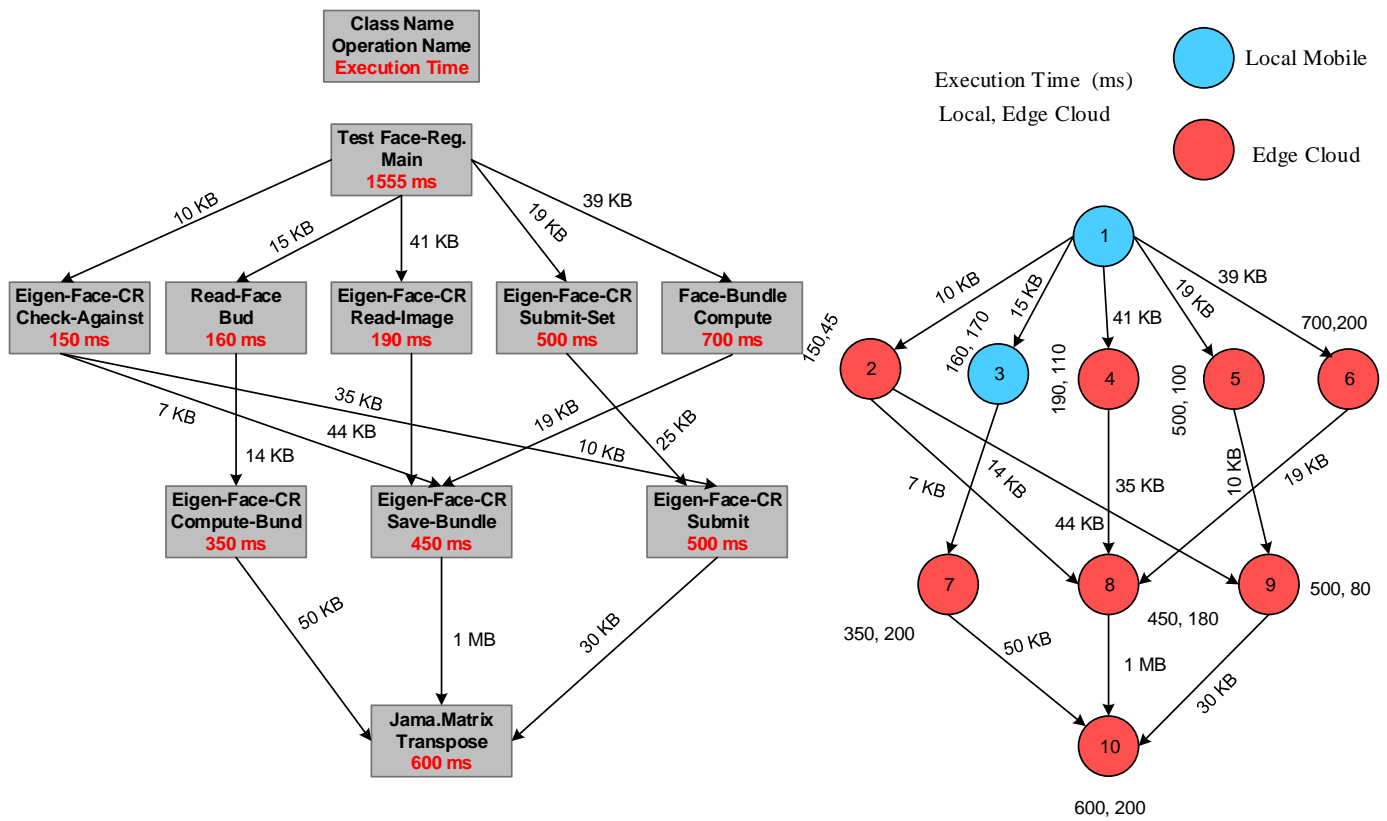 Class Name
Operation Name
Execution Time
Test Face-Reg.
Main
1555 ms
10 KB
15 KB
41 KB
19 KB
39 KB
Eigen-Face-CR
Check-Against
150 ms
Read-Face
Bud
160 ms
Eigen-Face-CR
Read-Image
190 ms
Eigen-Face-CR
Submit-Set
500 ms
Face-Bundle
Compute
700 ms
7 KB
35 KB
44 KB
19 KB
10 KB
25 KB
14 KB
Eigen-Face-CR
Compute-Bund
350 ms
Eigen-Face-CR
Save-Bundle
450 ms
Eigen-Face-CR
Submit
500 ms
50 KB
1 MB
30 KB
Jama.Matrix
Transpose
600 ms
Execution Time (ms)
Local, Edge Cloud
Local Mobile
Edge Cloud
1
10 KB
15 KB
41 KB
19 KB
39 KB
150,45
2
160, 170
3
190, 110
4
500, 100
5
700,200
6
7 KB
14 KB
35 KB
44 KB
10 KB
19 KB
7
350, 200
8
450, 180
9
500, 80
50 KB
1 MB
30 KB
10
600, 200